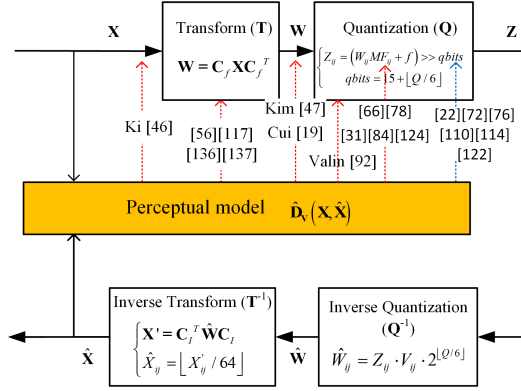 X
Transform (T)
W = C_f XC_f^T
W
Quantization (Q)
Z_ij = (W_ij MF_ij + f) >> qbits
qbits = 15 + ⌊Q / 6⌋
Z
Ki [46]
[56][117]
[136][137]
Kim [47]
Cui [19]
Valin [92]
[66][78]
[31][84][124]
[22][72][76]
[110][114]
[122]
Perceptual model D̂_V(X, X̂)
Inverse Transform (T⁻¹)
X' = C_I^T ŴC_I
X̂_ij = ⌊X'_ij / 64⌋
X̂
Ŵ
Inverse Quantization
(Q⁻¹)
Ŵ_ij = Z_ij · V_ij · 2^⌊Q/6⌋